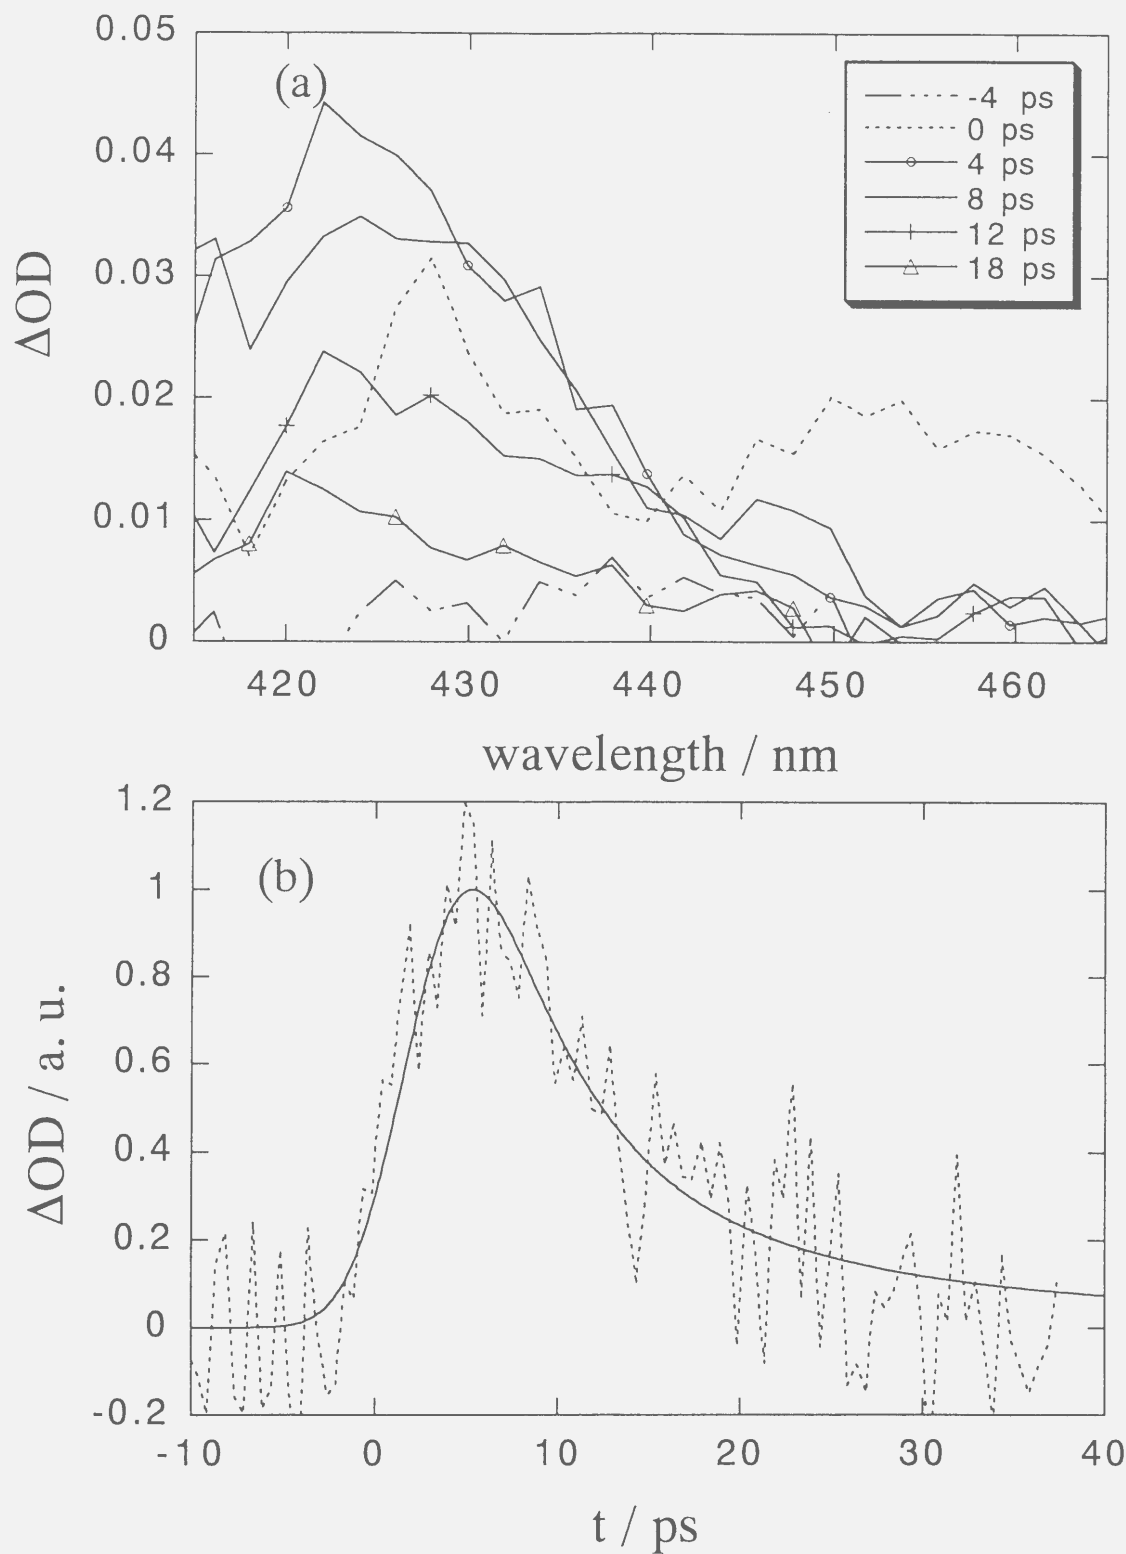 0.05
0.04
0.03
0.02
0.01
0
ΔOD
(a)
-4 ps
0 ps
4 ps
8 ps
12 ps
18 ps
420 430 440 450 460
wavelength / nm
1.2
1
0.8
0.6
0.4
0.2
0
-0.2
ΔOD / a. u.
(b)
-10 0 10 20 30 40
t / ps